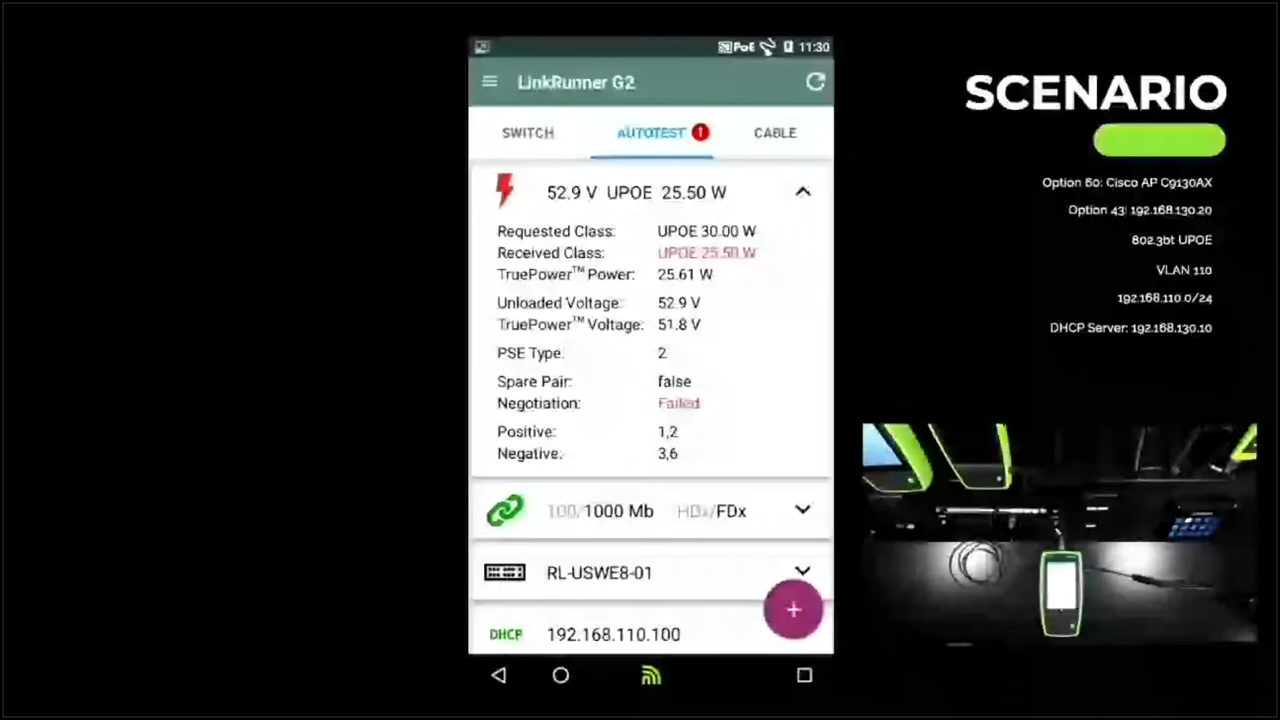 PoE 11:30
LinkRunner G2
SWITCH AUTOTEST 1 CABLE
52.9 V UPOE 25.50 W
Requested Class: UPOE 30.00 W
Received Class: UPOE 25.50 W
TruePower™ Power: 25.61 W
Unloaded Voltage: 52.9 V
TruePower™ Voltage: 51.8 V
PSE Type: 2
Spare Pair: false
Negotiation: Failed
Positive: 1,2
Negative: 3,6
100/1000 Mb HDx/FDx
RL-USWE8-01
DHCP 192.168.110.100
SCENARIO
Option 60: Cisco AP C9130AX
Option 43: 192.168.130.20
802.3bt UPOE
VLAN 110
192.168.110.0/24
DHCP Server: 192.168.130.10